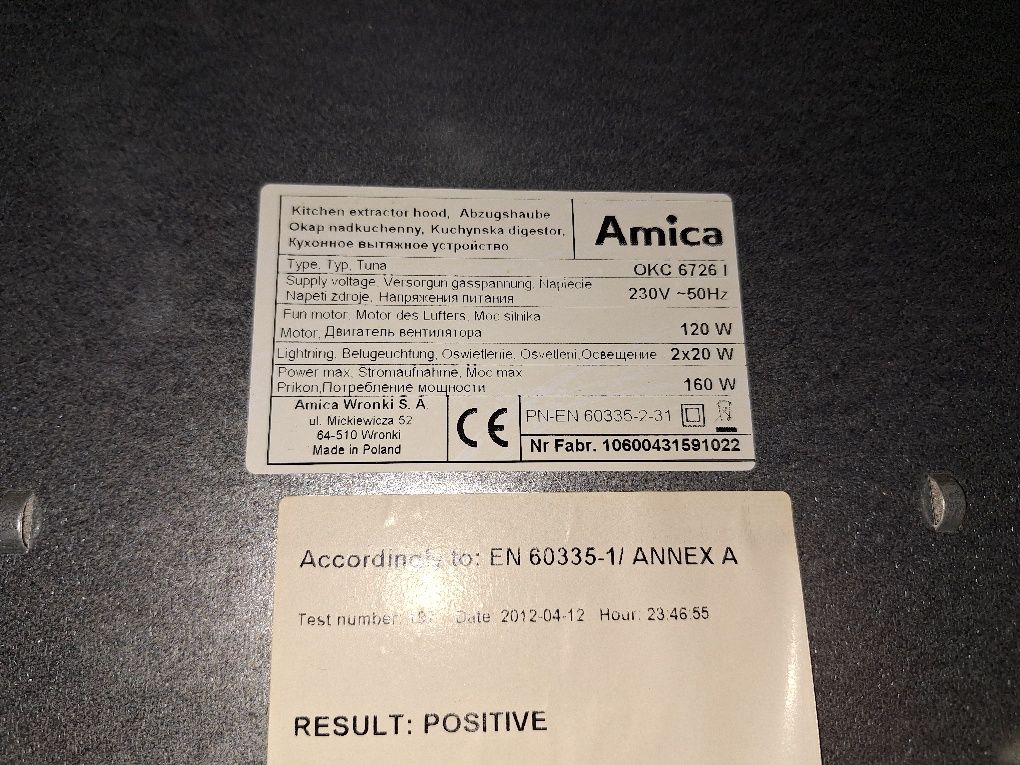 Kitchen extractor hood, Abzugshaube
Okap nadkuchenny, Kuchynska digestor,
Кухонное вытяжное устройство
Amica
Type, Typ, Tuna
OKC 6726 I
Supply voltage, Versorgun gasspannung, Napiecie
Napeti zdroje, Напряжения питания
230V ~50Hz
Fun motor, Motor des Lufters, Moc silnika
Motor, Двигатель вентилятора
120 W
Lightning, Belugeuchtung, Oswietlenie, Osvetleni,Освещение
2x20 W
Power max, Stromaufnahme, Moc max
Prikon,Потребление мощности
160 W
Amica Wronki S. A.
ul. Mickiewicza 52
64-510 Wronki
Made in Poland
CE
PN-EN 60335-2-31
Nr Fabr. 10600431591022
Accordingly to: EN 60335-1/ ANNEX A
Test number: Date: 2012-04-12 Hour: 23:46:55
RESULT: POSITIVE